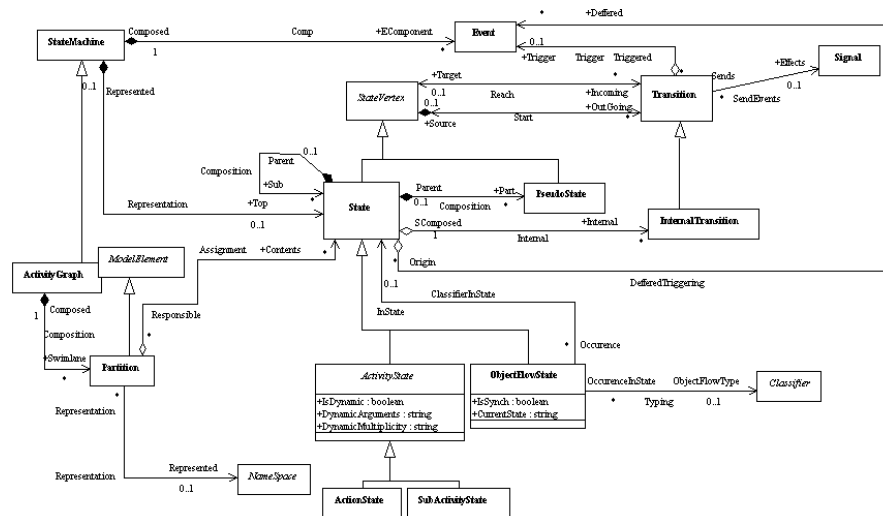 Composed
Comp
+EComponent
*
+Deffered
StateMachine
1
Event
0..1
+Trigger
Trigger
Triggered
*
+Effects
Signal
0..1
Represented
+Target
0..1
Reach
+Incoming
*
Transition
Sends
*
SendEvents
0..1
StateVertex
0..1
+Source
Start
+OutGoing
*
Parent
0..1
Composition
+Sub
*
State
Parent
0..1
Composition
+Part
*
PseudoState
Representation
+Top
0..1
SComposed
1
Internal
+Internal
*
InternalTransition
Assignment
+Contents
*
*
Origin
DefferedTriggering
ModelElement
ActivityGraph
0..1
ClassifierInState
1
Composed
Responsible
*
InState
Composition
+Swimlane
*
Partition
*
Occurence
ActivityState
+IsDynamic : boolean
+DynamicArguments : string
+DynamicMultiplicity : string
ObjectFlowState
+IsSynch : boolean
+CurrentState : string
OccurenceInState
*
ObjectFlowType
Typing
0..1
Classifier
*
Representation
Representation
Represented
0..1
NameSpace
ActionState
SubActivityState